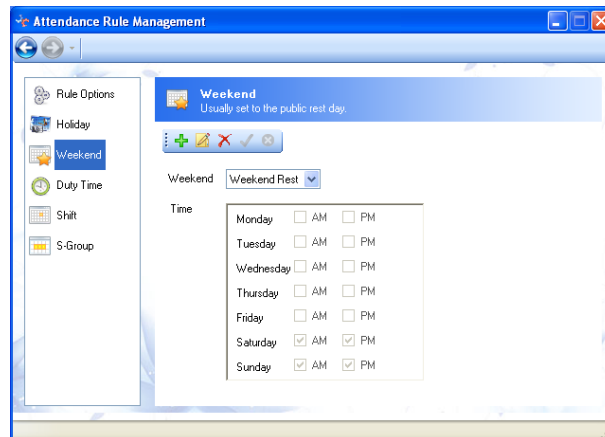 Attendance Rule Management
Rule Options
Holiday
Weekend
Duty Time
Shift
S-Group
Weekend
Usually set to the public rest day.
Weekend Weekend Rest
Time
Monday AM PM
Tuesday AM PM
Wednesday AM PM
Thursday AM PM
Friday AM PM
Saturday AM PM
Sunday AM PM